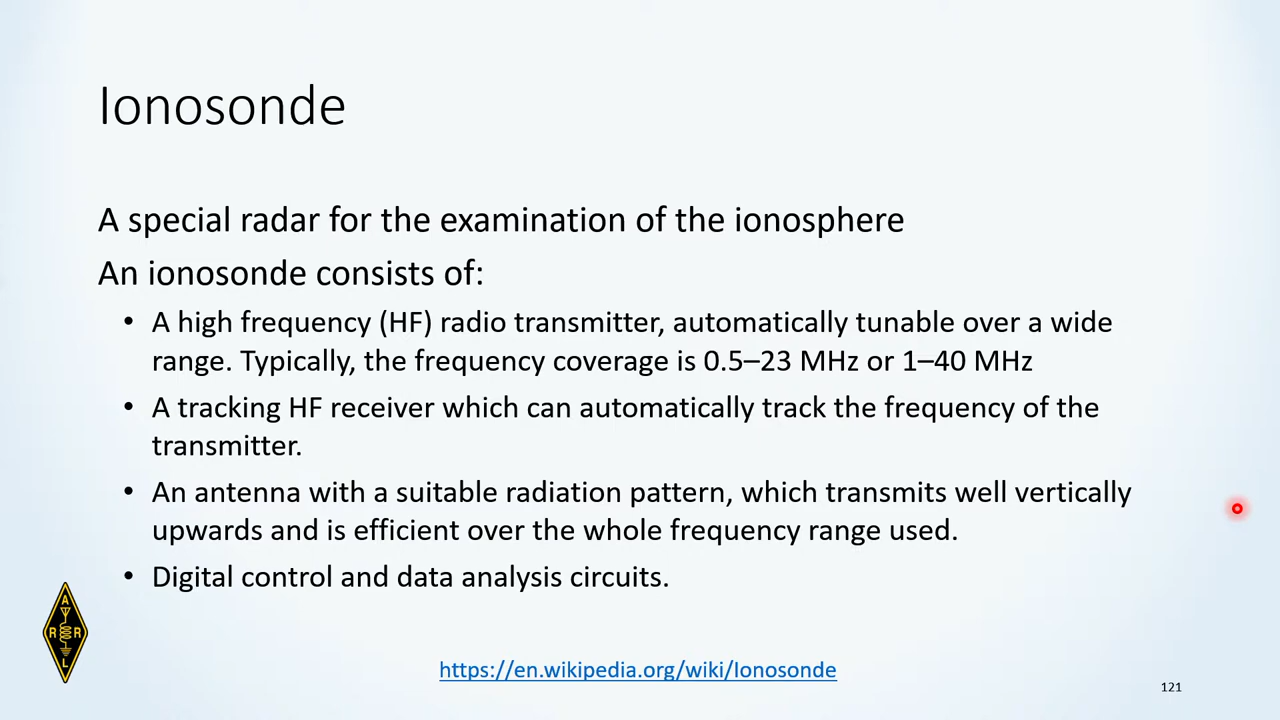 Ionosonde
A special radar for the examination of the ionosphere
An ionosonde consists of:
• A high frequency (HF) radio transmitter, automatically tunable over a wide
range. Typically, the frequency coverage is 0.5–23 MHz or 1–40 MHz
• A tracking HF receiver which can automatically track the frequency of the
transmitter.
• An antenna with a suitable radiation pattern, which transmits well vertically
upwards and is efficient over the whole frequency range used.
• Digital control and data analysis circuits.
A
R R
L
https://en.wikipedia.org/wiki/Ionosonde
121